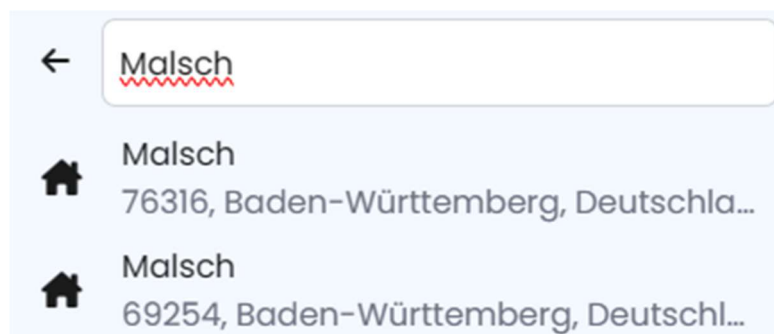 Malsch
Malsch
76316, Baden-Württemberg, Deutschla...
Malsch
69254, Baden-Württemberg, Deutschl...